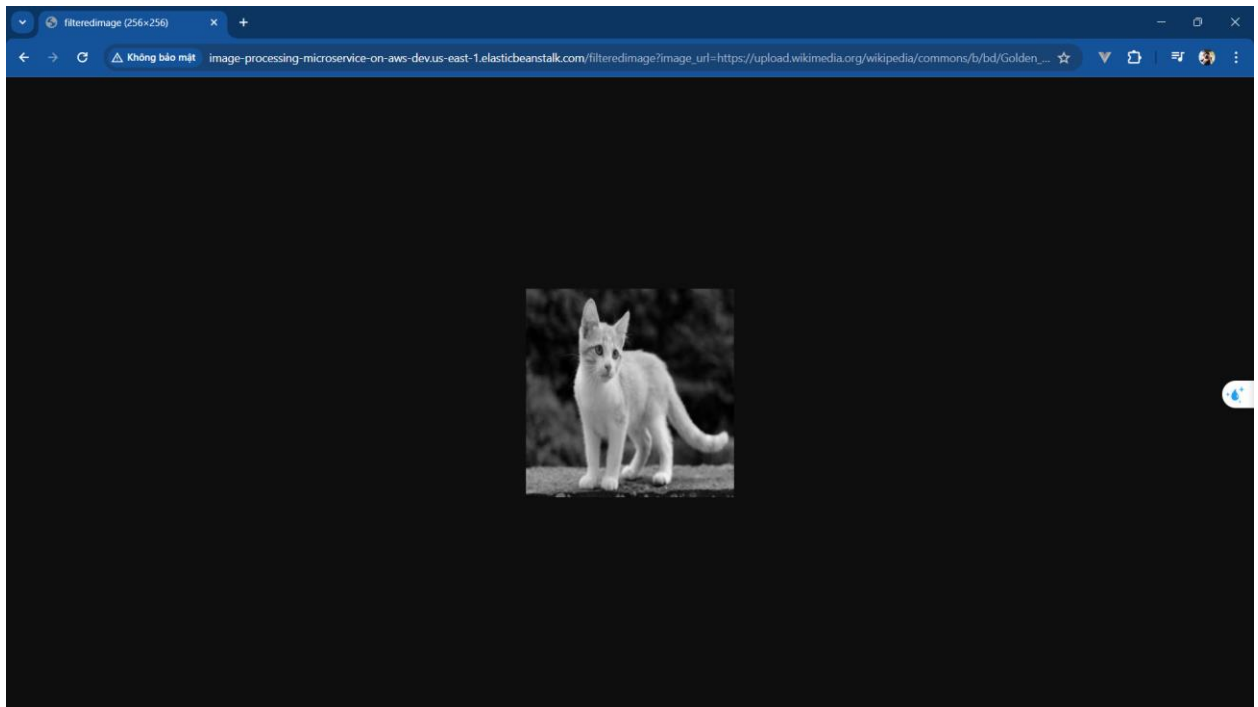 filteredimage (256×256)
Không bảo mật image-processing-microservice-on-aws-dev.us-east-1.elasticbeanstalk.com/filteredimage?image_url=https://upload.wikimedia.org/wikipedia/commons/b/bd/Golden_...